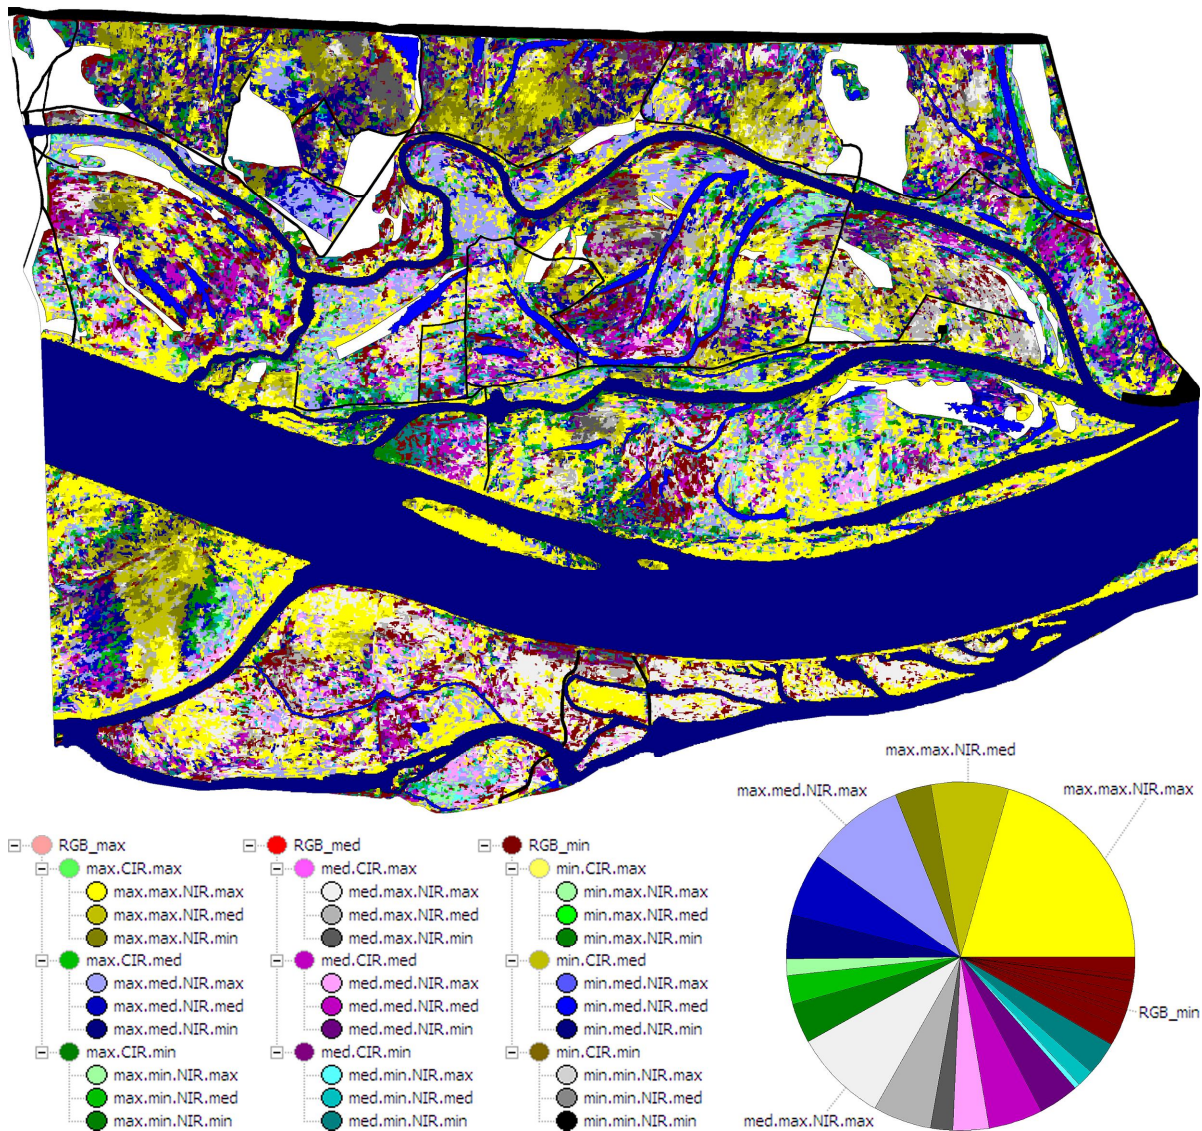 max.max.NIR.med
max.med.NIR.max
max.max.NIR.max
RGB_min
med.max.NIR.max
RGB_max
max.CIR.max
max.max.NIR.max
max.max.NIR.med
max.max.NIR.min
max.CIR.med
max.med.NIR.max
max.med.NIR.med
max.med.NIR.min
max.CIR.min
max.min.NIR.max
max.min.NIR.med
max.min.NIR.min
RGB_med
med.CIR.max
med.max.NIR.max
med.max.NIR.med
med.max.NIR.min
med.CIR.med
med.med.NIR.max
med.med.NIR.med
med.med.NIR.min
med.CIR.min
med.min.NIR.max
med.min.NIR.med
med.min.NIR.min
RGB_min
min.CIR.max
min.max.NIR.max
min.max.NIR.med
min.max.NIR.min
min.CIR.med
min.med.NIR.max
min.med.NIR.med
min.med.NIR.min
min.CIR.min
min.min.NIR.max
min.min.NIR.med
min.min.NIR.min